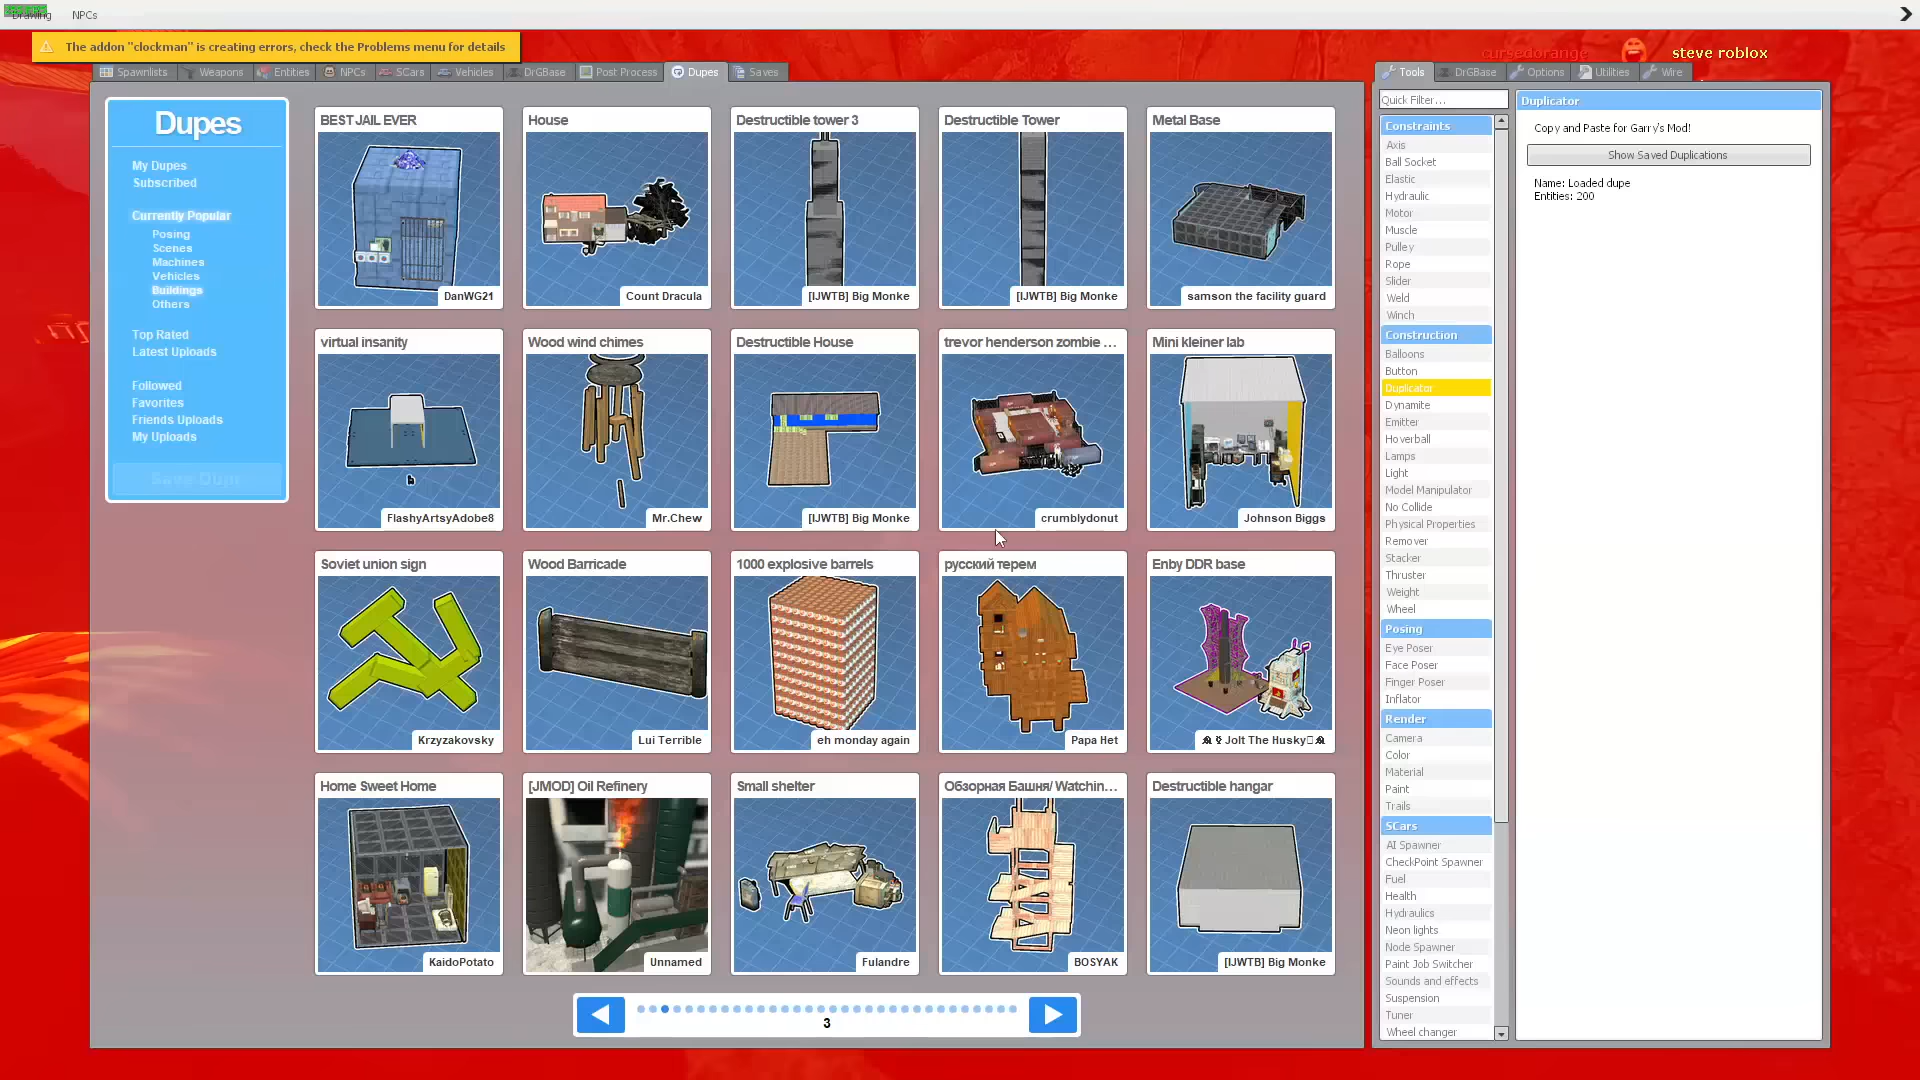 Drawing
NPCs
The addon "clockman" is creating errors, check the Problems menu for details
cursedorange
steve roblox
Spawnlists
Weapons
Entities
NPCs
SCars
Vehicles
DrGBase
Post Process
Dupes
Saves
Dupes
My Dupes
Subscribed
Currently Popular
Posing
Scenes
Machines
Vehicles
Buildings
Others
Top Rated
Latest Uploads
Followed
Favorites
Friends Uploads
My Uploads
BEST JAIL EVER
DanWG21
House
Count Dracula
Destructible tower 3
[IJWTB] Big Monke
Destructible Tower
[IJWTB] Big Monke
Metal Base
samson the facility guard
virtual insanity
FlashyArtsyAdobe8
Wood wind chimes
Mr.Chew
Destructible House
[IJWTB] Big Monke
trevor henderson zombie ...
crumblydonut
Mini kleiner lab
Johnson Biggs
Soviet union sign
Krzyzakovsky
Wood Barricade
Lui Terrible
1000 explosive barrels
eh monday again
русский терем
Papa Het
Enby DDR base
Jolt The Husky
Home Sweet Home
KaidoPotato
[JMOD] Oil Refinery
Unnamed
Small shelter
Fulandre
Обзорная Башня/ Watchin...
BOSYAK
Destructible hangar
[IJWTB] Big Monke
3
Tools
DrGBase
Options
Utilities
Wire
Quick Filter...
Constraints
Axis
Ball Socket
Elastic
Hydraulic
Motor
Muscle
Pulley
Rope
Slider
Weld
Winch
Construction
Balloons
Button
Duplicator
Dynamite
Emitter
Hoverball
Lamps
Light
Model Manipulator
No Collide
Physical Properties
Remover
Stacker
Thruster
Weight
Wheel
Posing
Eye Poser
Face Poser
Finger Poser
Inflator
Render
Camera
Color
Material
Paint
Trails
SCars
AI Spawner
CheckPoint Spawner
Fuel
Health
Hydraulics
Neon lights
Node Spawner
Paint Job Switcher
Sounds and effects
Suspension
Tuner
Wheel changer
Duplicator
Copy and Paste for Garry's Mod!
Show Saved Duplications
Name: Loaded dupe
Entities: 200